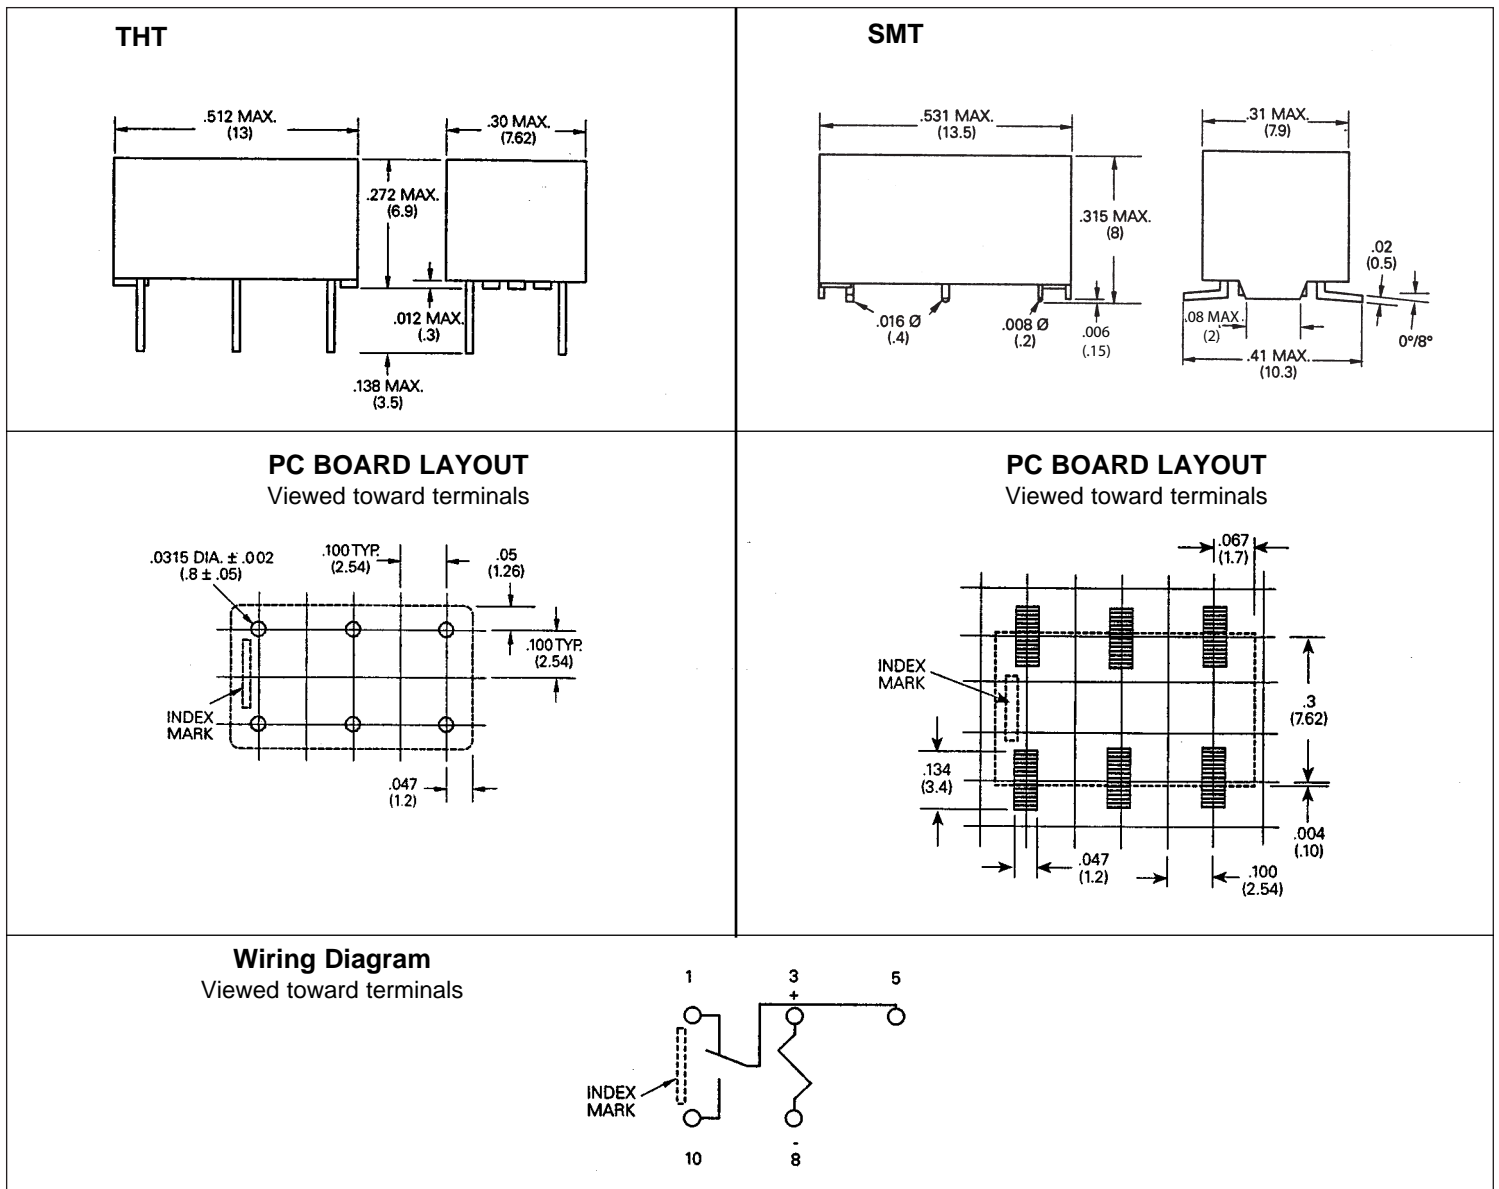 THT
.512 MAX.
(13)
.30 MAX.
(7.62)
.272 MAX.
(6.9)
.012 MAX.
(.3)
.138 MAX.
(3.5)
SMT
.531 MAX.
(13.5)
.31 MAX.
(7.9)
.315 MAX.
(8)
.02
(0.5)
.016 Ø
(.4)
.008 Ø
(.2)
.006
(.15)
.08 MAX.
(2)
0°/8°
.41 MAX.
(10.3)
PC BOARD LAYOUT
Viewed toward terminals
.0315 DIA. ± .002
(.8 ± .05)
.100 TYP.
(2.54)
.05
(1.26)
.100 TYP.
(2.54)
INDEX
MARK
.047
(1.2)
PC BOARD LAYOUT
Viewed toward terminals
.067
(1.7)
INDEX
MARK
.3
(7.62)
.134
(3.4)
.004
(.10)
.047
(1.2)
.100
(2.54)
Wiring Diagram
Viewed toward terminals
1 3 5
+
INDEX
MARK
-
10 8